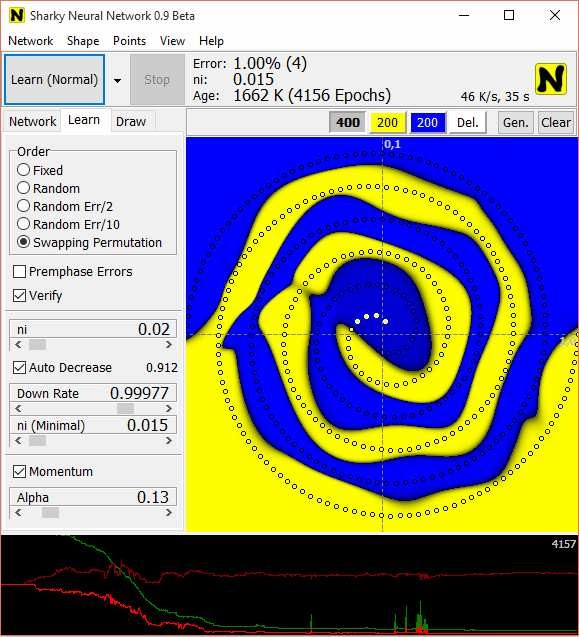 Sharky Neural Network 0.9 Beta
Network Shape Points View Help
Learn (Normal) Stop
Error: 1.00% (4)
ni: 0.015
Age: 1662 K (4156 Epochs)
N
46 K/s, 35 s
Network Learn Draw
400 200 200 Del. Gen. Clear
Order
Fixed
Random
Random Err/2
Random Err/10
Swapping Permutation
Premphase Errors
Verify
ni 0.02
Auto Decrease 0.912
Down Rate 0.99977
ni (Minimal) 0.015
Momentum
Alpha 0.13
0,1
4157